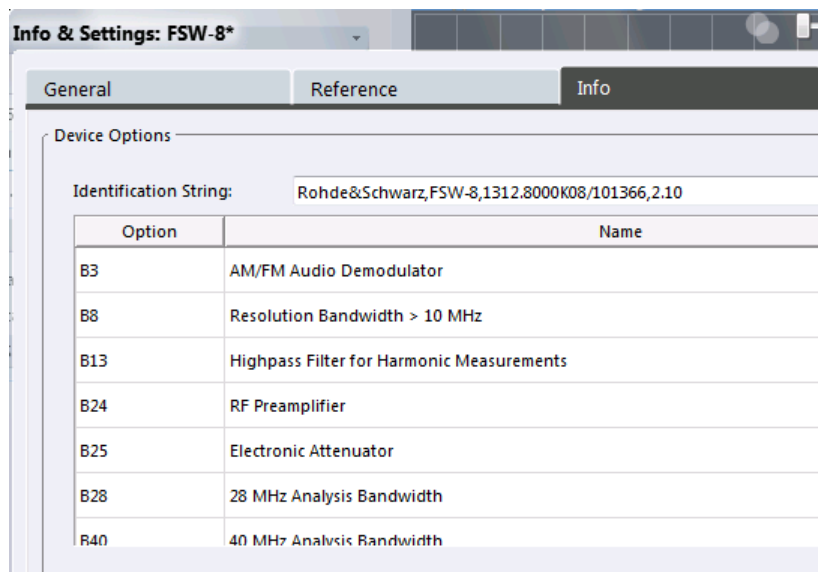 Info & Settings: FSW-8*
General Reference Info
Device Options
Identification String: Rohde&Schwarz,FSW-8,1312.8000K08/101366,2.10
Option Name
B3 AM/FM Audio Demodulator
B8 Resolution Bandwidth > 10 MHz
B13 Highpass Filter for Harmonic Measurements
B24 RF Preamplifier
B25 Electronic Attenuator
B28 28 MHz Analysis Bandwidth
B40 40 MHz Analysis Bandwidth